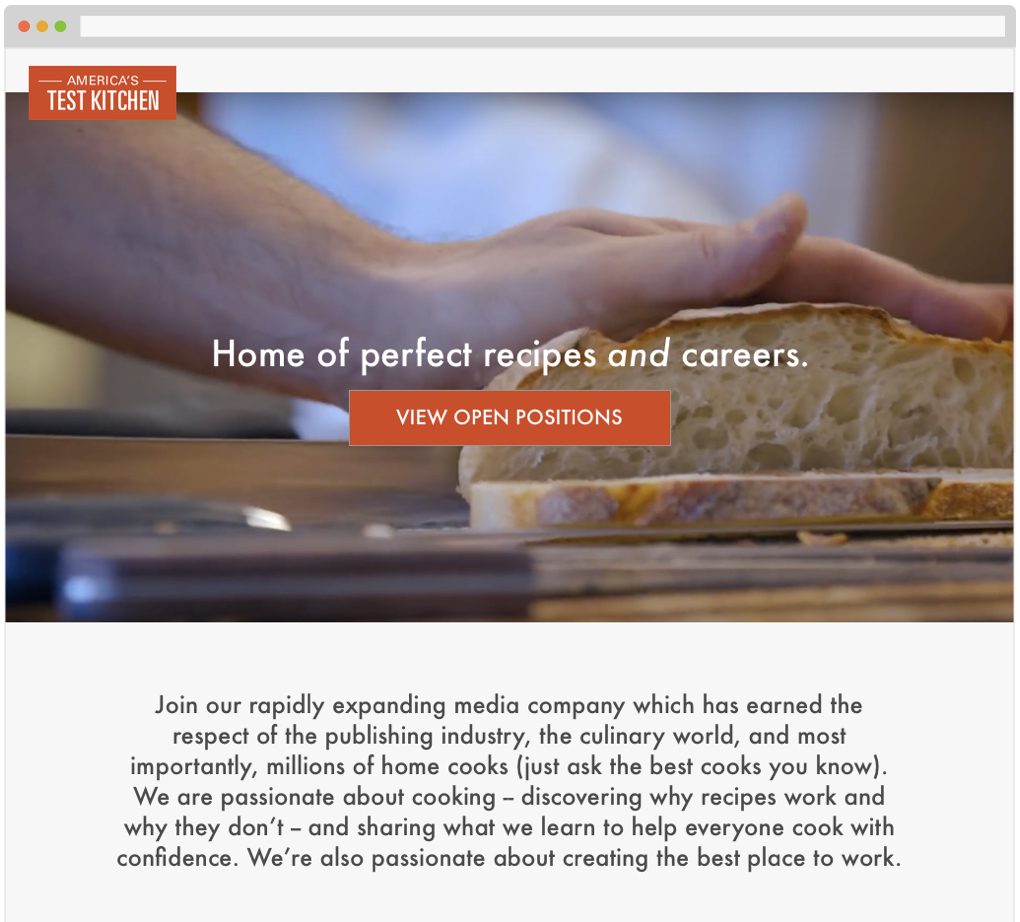 AMERICA'S
TEST KITCHEN
Home of perfect recipes and careers.
VIEW OPEN POSITIONS
Join our rapidly expanding media company which has earned the
respect of the publishing industry, the culinary world, and most
importantly, millions of home cooks (just ask the best cooks you know).
We are passionate about cooking – discovering why recipes work and
why they don’t – and sharing what we learn to help everyone cook with
confidence. We’re also passionate about creating the best place to work.